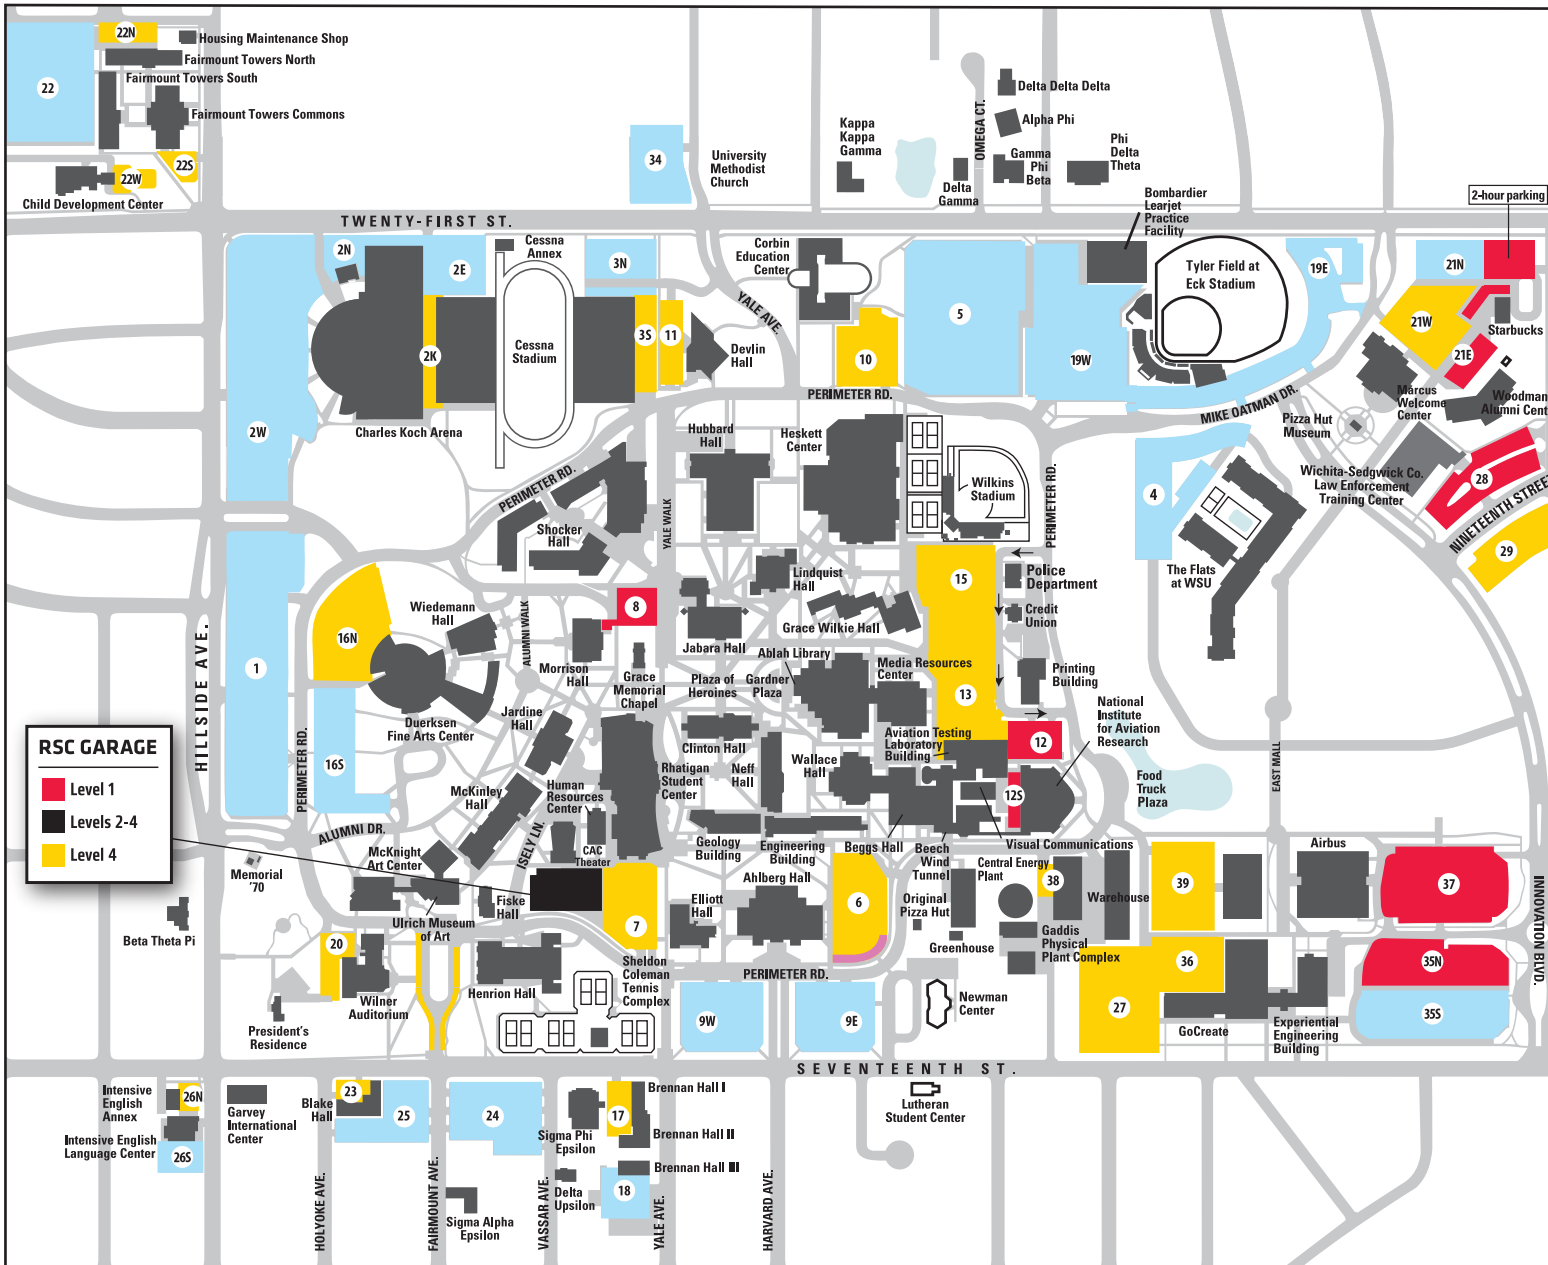 22N
Housing Maintenance Shop
Fairmount Towers North
Fairmount Towers South
22
Fairmount Towers Commons
22S
22W
Child Development Center
34
University
Methodist
Church
Kappa
Kappa
Gamma
OMEGA CT.
Delta Delta Delta
Alpha Phi
Gamma
Phi
Beta
Phi
Delta
Theta
Delta
Gamma
Bombardier
Learjet
Practice
Facility
2-hour parking
TWENTY-FIRST ST.
2N
2E
Cessna
Annex
3N
Corbin
Education
Center
YALE AVE.
5
19W
Tyler Field at
Eck Stadium
19E
21N
21W
Starbucks
21E
2K
Cessna
Stadium
3S
11
Devlin
Hall
10
PERIMETER RD.
MIKE OATMAN DR.
Marcus
Welcome
Center
Woodman
Alumni Cent
Pizza Hut
Museum
2W
Charles Koch Arena
Hubbard
Hall
Heskett
Center
Wilkins
Stadium
PERIMETER RD.
4
Wichita-Sedgwick Co.
Law Enforcement
Training Center
28
NINETEENTH STREET
29
PERIMETER RD.
Shocker
Hall
YALE WALK
The Flats
at WSU
Lindquist
Hall
15
Police
Department
Credit
Union
Grace Wilkie Hall
8
Wiedemann
Hall
ALUMNI WALK
16N
HILLSIDE AVE.
1
Morrison
Hall
Grace
Memorial
Chapel
Jabara Hall
Ablah Library
Plaza of
Heroines
Gardner
Plaza
Media Resources
Center
13
Printing
Building
National
Institute
for Aviation
Research
Duerksen
Fine Arts Center
Jardine
Hall
Clinton Hall
Aviation Testing
Laboratory
Building
12
RSC GARAGE
Level 1
Levels 2-4
Level 4
16S
PERIMETER RD.
McKinley
Hall
Human
Resources
Center
Rhatigan
Student
Center
Neff
Hall
Wallace
Hall
12S
Food
Truck
Plaza
EAST MALL
ALUMNI DR.
ISELY LN.
McKnight
Art Center
CAC
Theater
Geology
Building
Engineering
Building
Beggs Hall
Beech
Wind
Tunnel
Visual Communications
Central Energy
Plant
38
Warehouse
39
Airbus
37
INNOVATION BLVD.
Memorial
'70
Beta Theta Pi
Ulrich Museum
of Art
Fiske
Hall
7
Elliott
Hall
Ahlberg Hall
6
Original
Pizza Hut
Greenhouse
Gaddis
Physical
Plant Complex
36
35N
20
Wilner
Auditorium
Henrion Hall
Sheldon
Coleman
Tennis
Complex
PERIMETER RD.
President's
Residence
9W
9E
Newman
Center
27
GoCreate
Experiential
Engineering
Building
35S
SEVENTEENTH ST.
Intensive
English
Annex
26N
Garvey
International
Center
Blake
Hall
23
25
24
17
Brennan Hall I
Brennan Hall II
Brennan Hall III
Sigma Phi
Epsilon
Lutheran
Student Center
Intensive English
Language Center
26S
Delta
Upsilon
18
Sigma Alpha
Epsilon
HOLYOKE AVE.
FAIRMOUNT AVE.
VASSAR AVE.
YALE AVE.
HARVARD AVE.